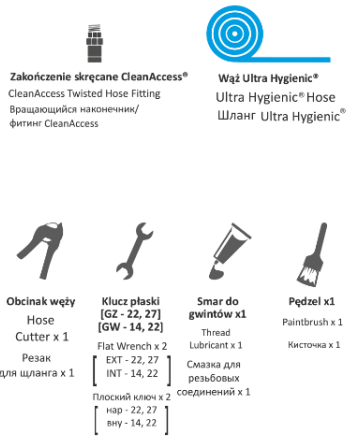 Zakończenie skręcane CleanAccess®
CleanAccess Twisted Hose Fitting
Вращающийся наконечник/
фитинг CleanAccess
Wąż Ultra Hygienic®
Ultra Hygienic® Hose
Шланг Ultra Hygienic®
Obcinak węży
Hose
Cutter x 1
Резак
для щланга x 1
Klucz płaski
[GZ - 22, 27]
[GW - 14, 22]
Flat Wrench x 2
[EXT - 22, 27
INT - 14, 22]
Плоский ключ x 2
[нар - 22, 27
вну - 14, 22]
Smar do
gwintów x1
Thread
Lubricant x 1
Смазка для
резьбовых
соединений x 1
Pędzel x1
Paintbrush x 1
Кисточка x 1